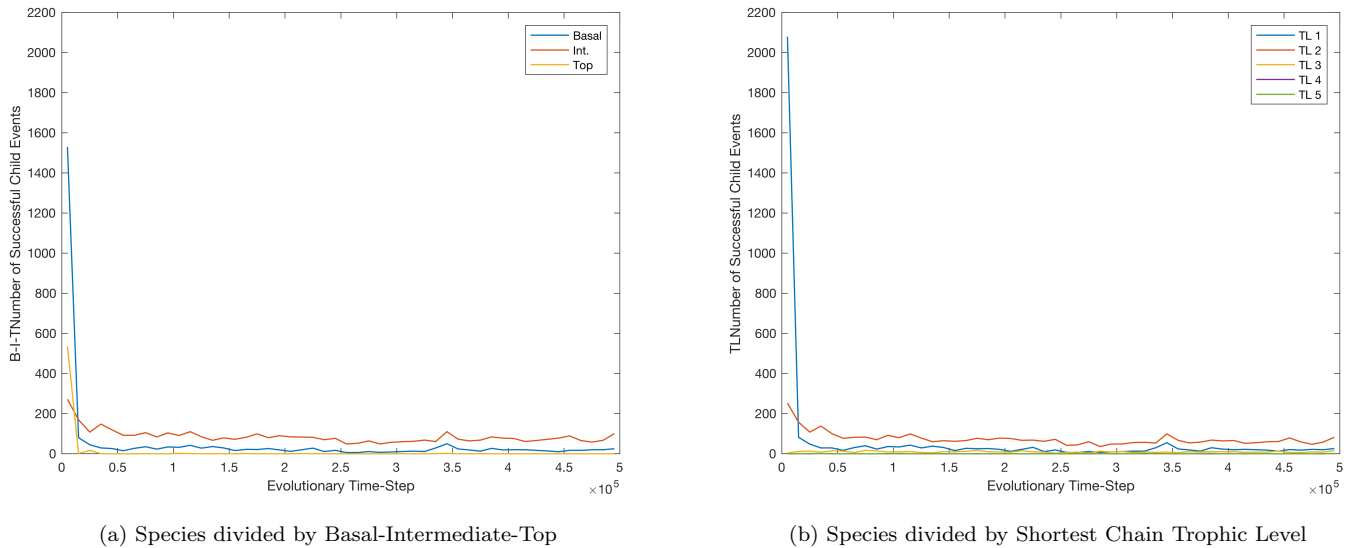 2200
2000
1800
1600
1400
1200
1000
800
600
400
200
0
B-I-TNumber of Successful Child Events
Basal
Int.
Top
0 0.5 1 1.5 2 2.5 3 3.5 4 4.5 5
×10⁵
Evolutionary Time-Step
(a) Species divided by Basal-Intermediate-Top
2200
2000
1800
1600
1400
1200
1000
800
600
400
200
0
TLNumber of Successful Child Events
TL 1
TL 2
TL 3
TL 4
TL 5
0 0.5 1 1.5 2 2.5 3 3.5 4 4.5 5
×10⁵
Evolutionary Time-Step
(b) Species divided by Shortest Chain Trophic Level